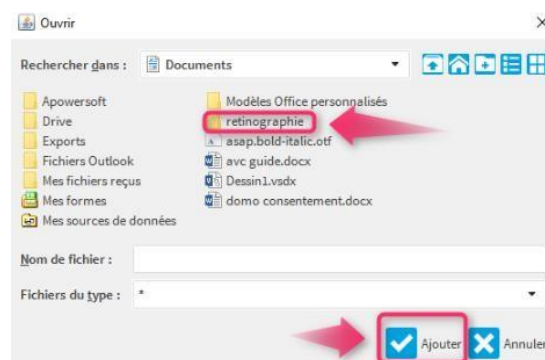 Ouvrir
Rechercher dans : Documents
Apowersoft
Drive
Exports
Fichiers Outlook
Mes fichiers reçus
Mes formes
Mes sources de données
Modèles Office personnalisés
retinographie
asap.bold-italic.otf
avc guide.docx
Dessin1.vsdx
domo consentement.docx
Nom de fichier :
Fichiers du type : *
Ajouter Annuler